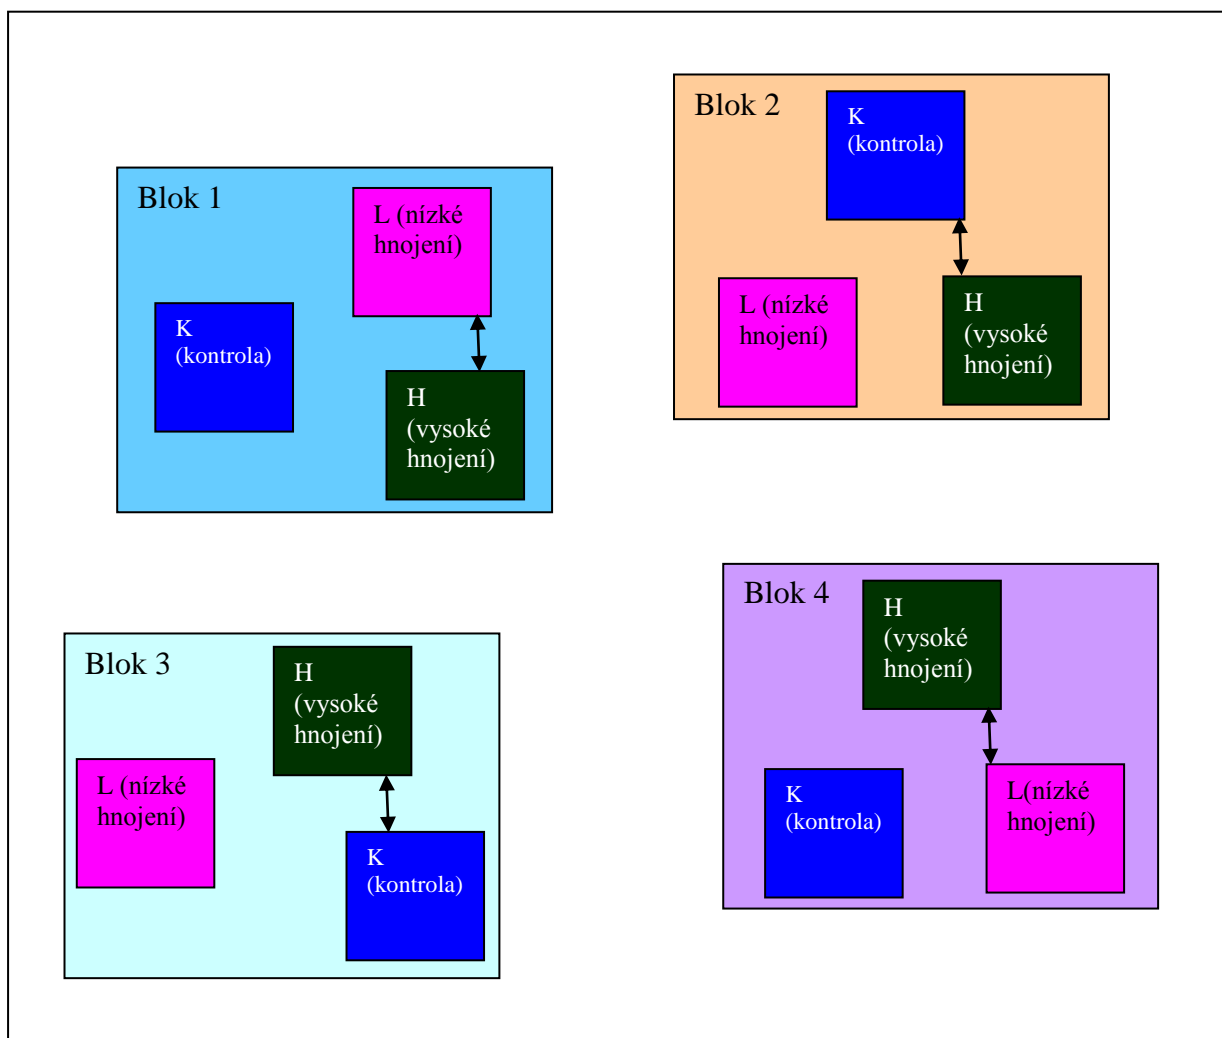 Blok 1
L (nízké
hnojení)
K
(kontrola)
H
(vysoké
hnojení)
Blok 2
K
(kontrola)
L (nízké
hnojení)
H
(vysoké
hnojení)
Blok 3
H
(vysoké
hnojení)
L (nízké
hnojení)
K
(kontrola)
Blok 4
H
(vysoké
hnojení)
K
(kontrola)
L(nízké
hnojení)